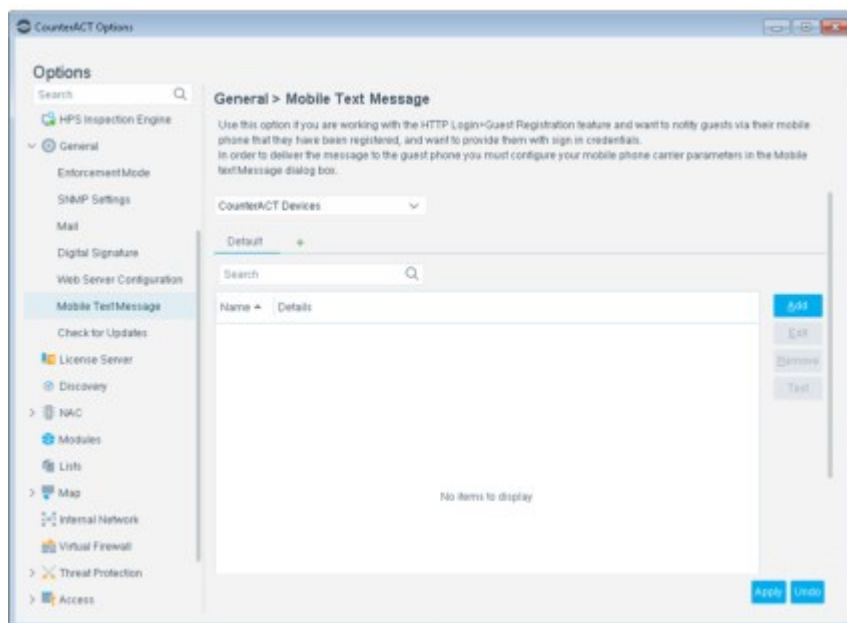 CounterACT Options
Options
Search
HPS Inspection Engine
General
Enforcement Mode
SNMP Settings
Mail
Digital Signature
Web Server Configuration
Mobile Text Message
Check for Updates
License Server
Discovery
NAC
Modules
Lists
Map
Internal Network
Virtual Firewall
Threat Protection
Access
General > Mobile Text Message
Use this option if you are working with the HTTP Login+Guest Registration feature and want to notify guests via their mobile
phone that they have been registered, and want to provide them with sign in credentials.
In order to deliver the message to the guest phone you must configure your mobile phone carrier parameters in the Mobile
text Message dialog box.
CounterACT Devices
Default +
Search
Name Details
No items to display
Add
Edit
Remove
Test
Apply Undo